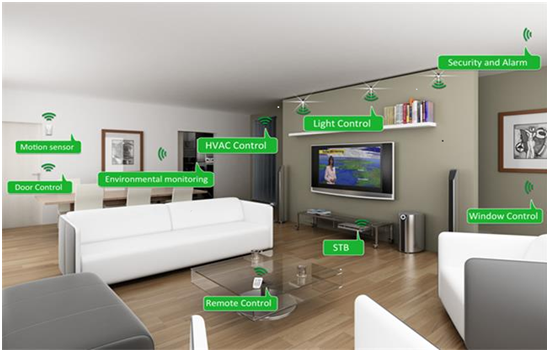 Security and Alarm
Light Control
HVAC Control
Motion sensor
Environmental monitoring
Door Control
Window Control
STB
Remote Control